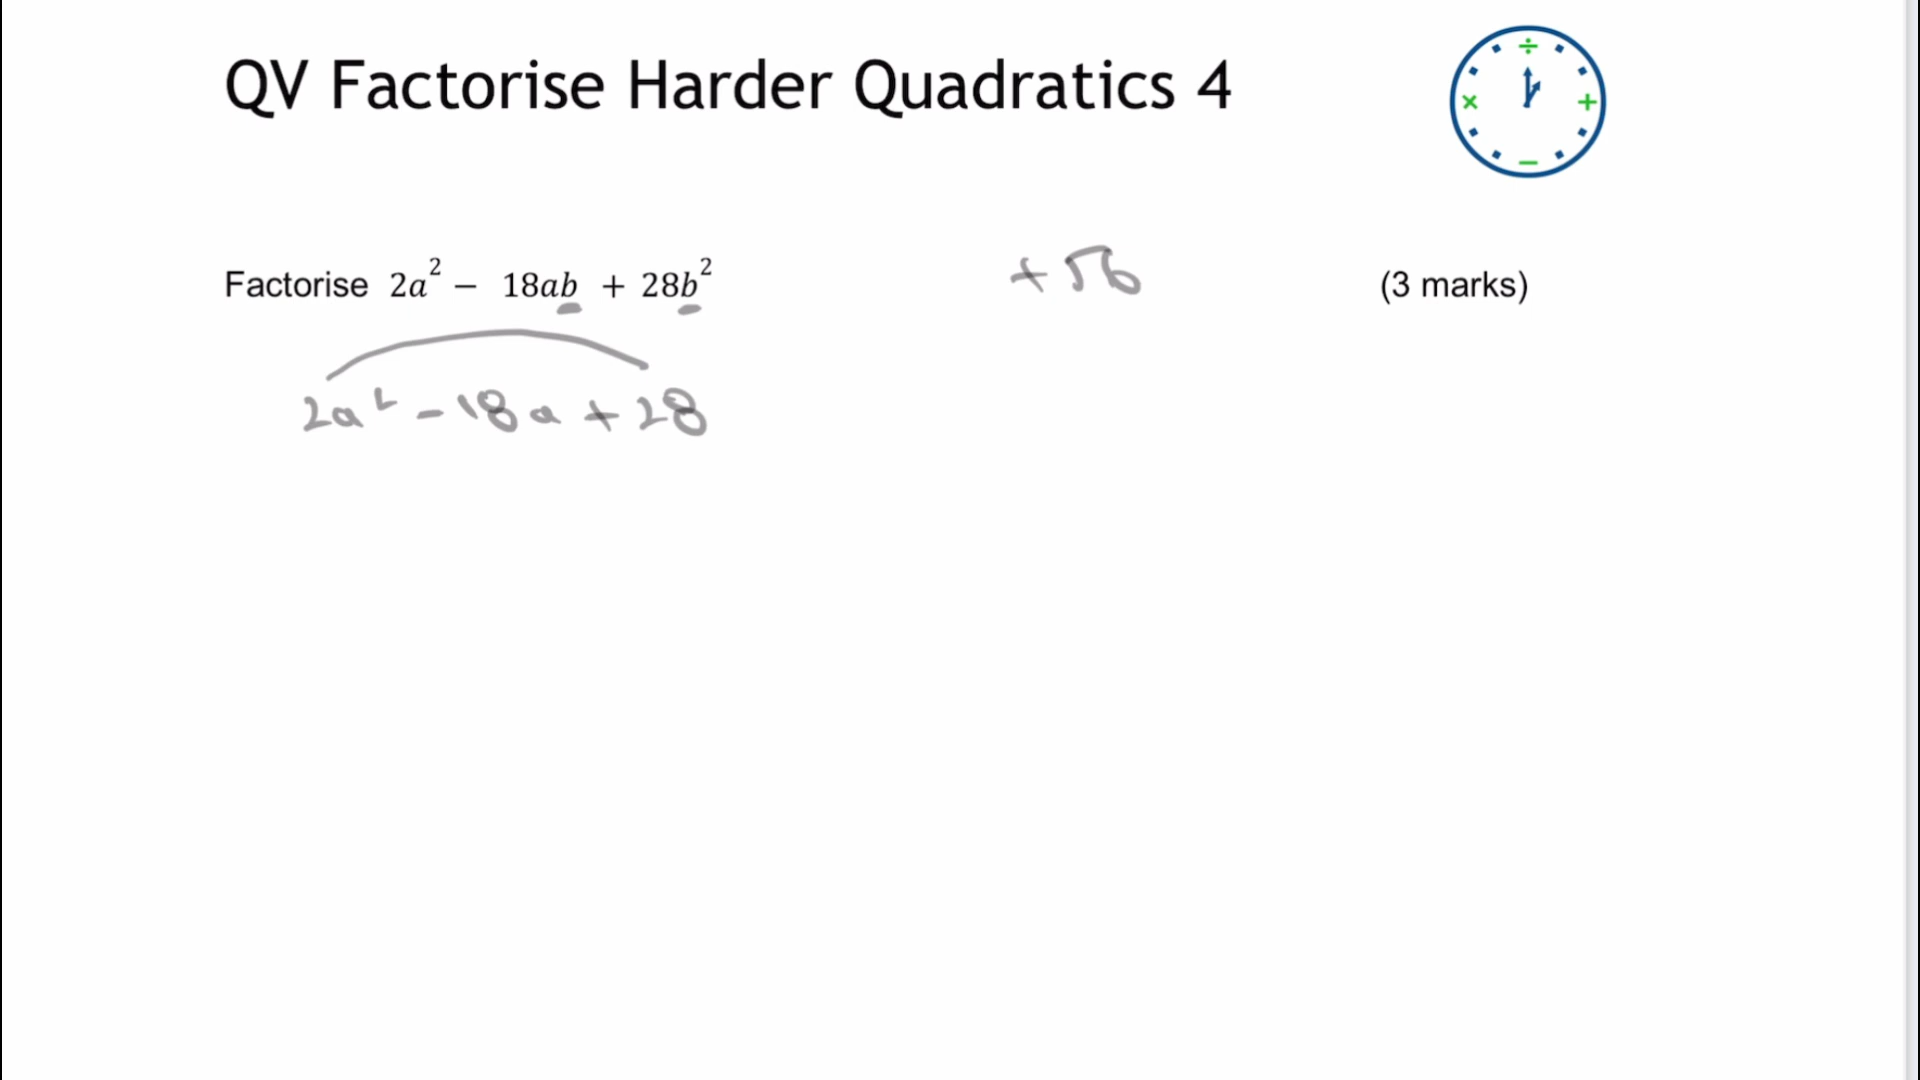 QV Factorise Harder Quadratics 4
÷
× +
−
Factorise 2a² − 18ab + 28b² +56 (3 marks)
2a² - 18a + 28